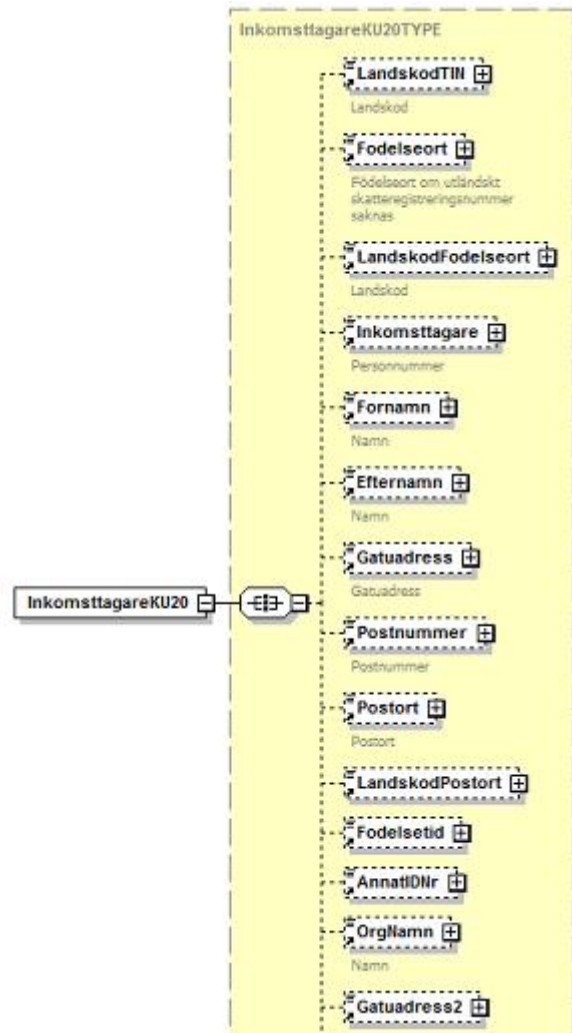 InkomsttagareKU20TYPE
LandskodTIN
Landskod
Fodelseort
Födelseort om utländskt
skatteregistreringsnummer
saknas
LandskodFodelseort
Landskod
Inkomsttagare
Personnummer
Fornamn
Namn
Efternamn
Namn
Gatuadress
Gatuadress
InkomsttagareKU20
Postnummer
Postnummer
Postort
Postort
LandskodPostort
Fodelsetid
AnnatIDNr
OrgNamn
Namn
Gatuadress2